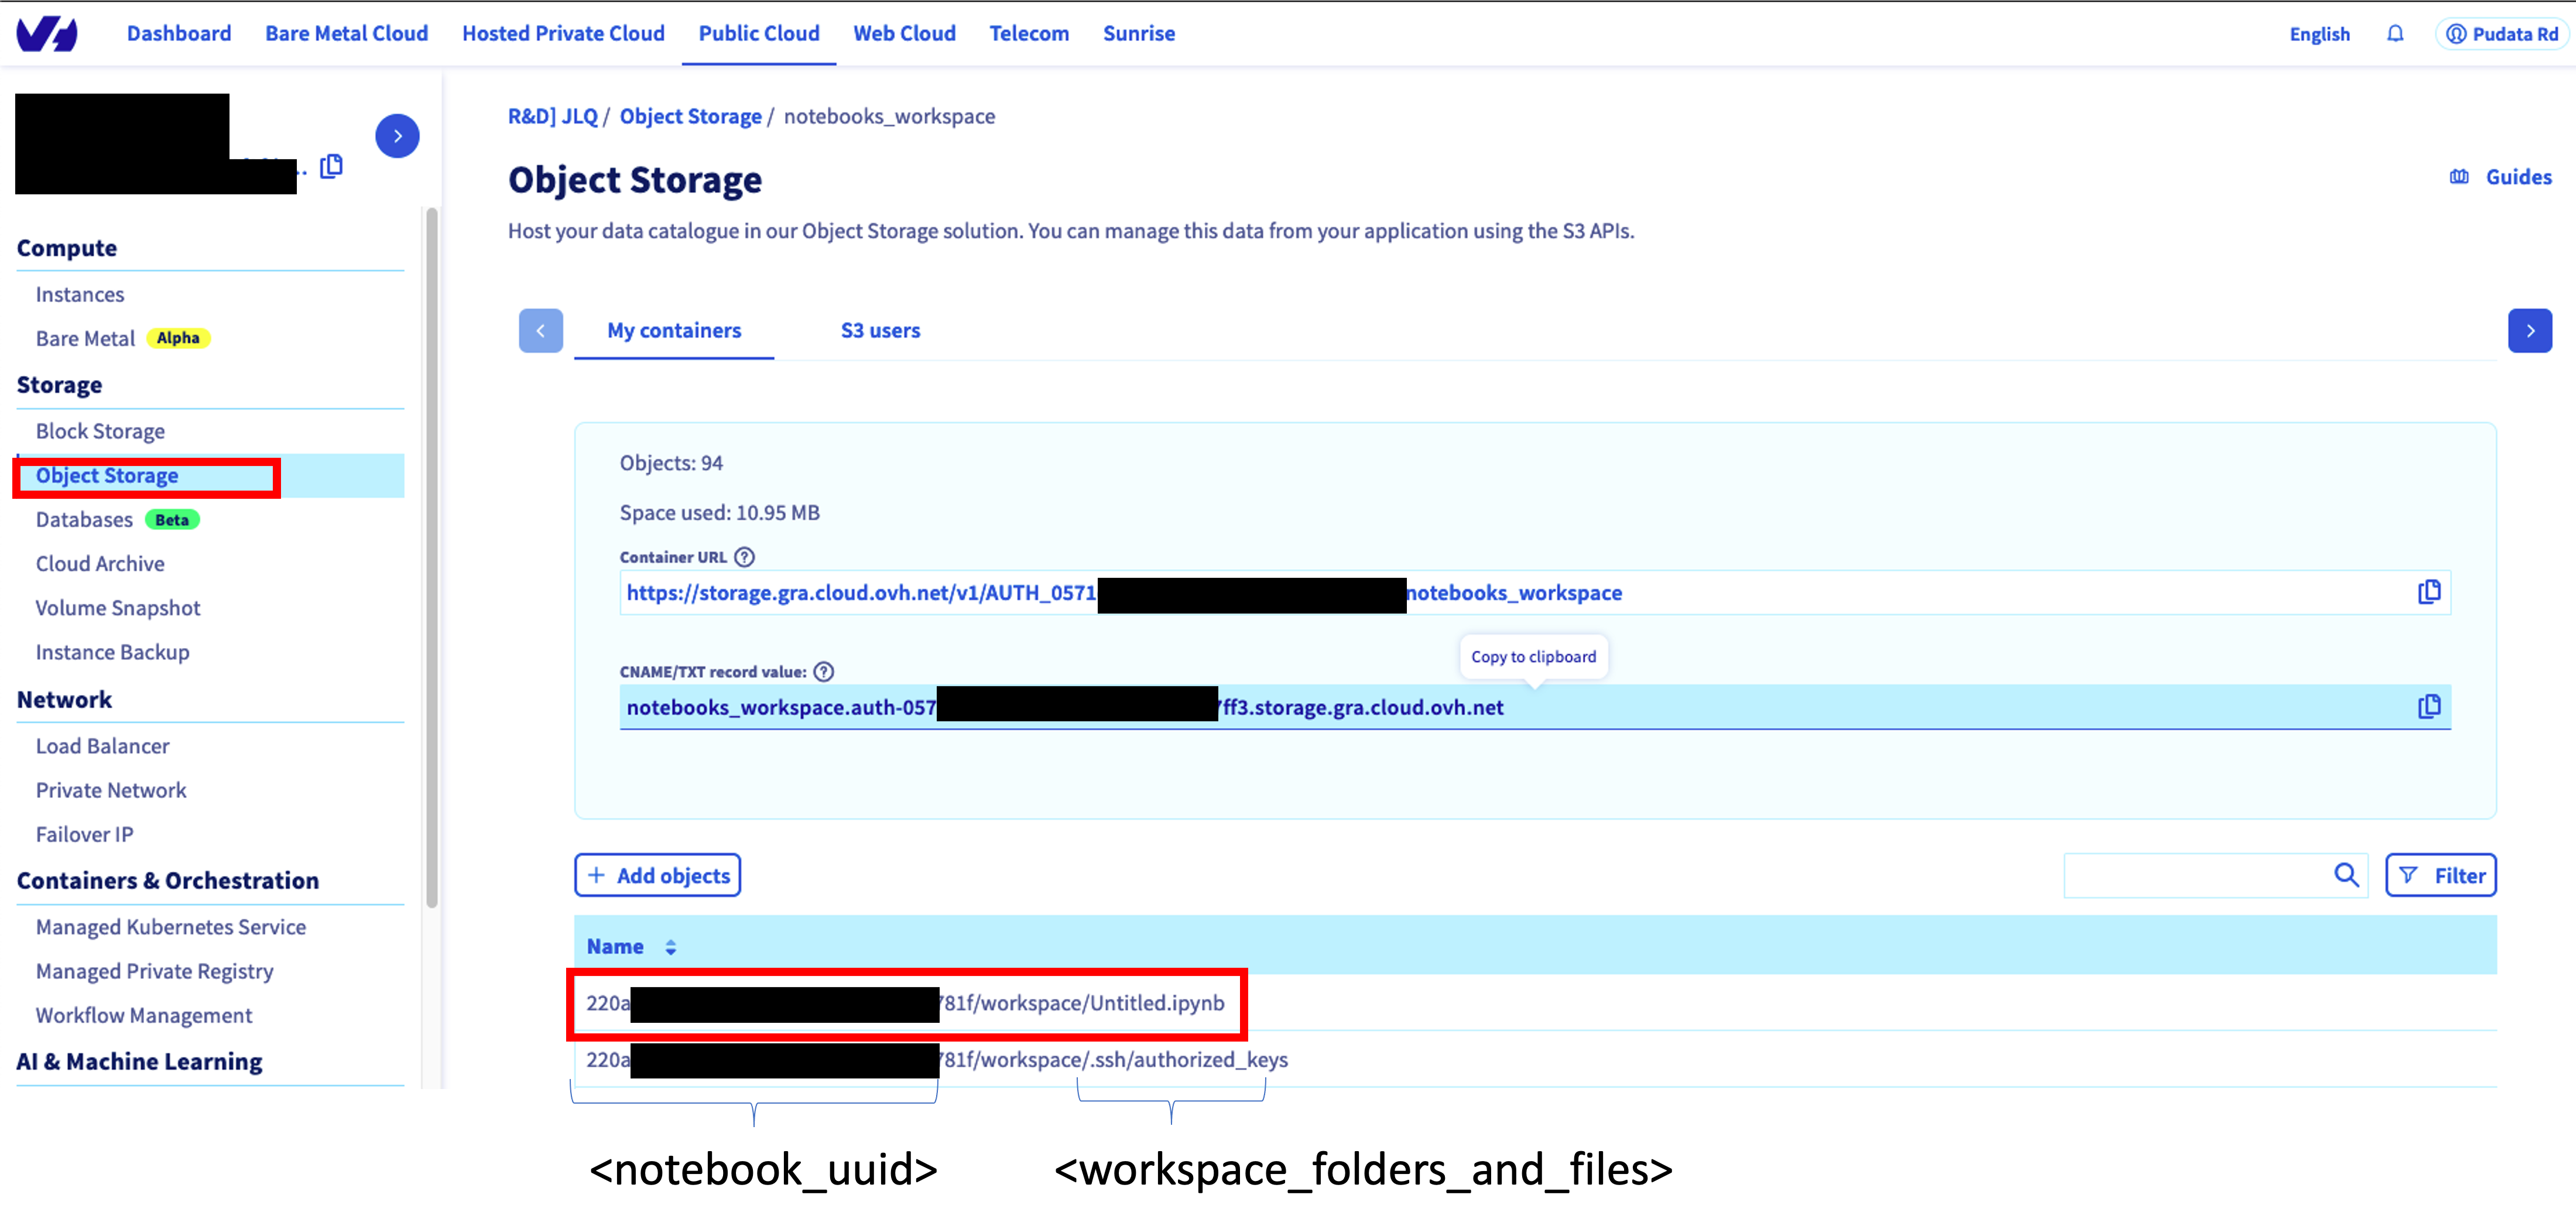 Dashboard Bare Metal Cloud Hosted Private Cloud Public Cloud Web Cloud Telecom Sunrise English Pudata Rd
R&D] JLQ / Object Storage / notebooks_workspace
Object Storage
Guides
Host your data catalogue in our Object Storage solution. You can manage this data from your application using the S3 APIs.
Compute
Instances
Bare Metal Alpha
Storage
Block Storage
Object Storage
Databases Beta
Cloud Archive
Volume Snapshot
Instance Backup
Network
Load Balancer
Private Network
Failover IP
Containers & Orchestration
Managed Kubernetes Service
Managed Private Registry
Workflow Management
AI & Machine Learning
My containers S3 users
Objects: 94
Space used: 10.95 MB
Container URL ?
https://storage.gra.cloud.ovh.net/v1/AUTH_0571 notebooks_workspace
Copy to clipboard
CNAME/TXT record value: ?
notebooks_workspace.auth-057 7ff3.storage.gra.cloud.ovh.net
+ Add objects
Filter
Name
220a 781f/workspace/Untitled.ipynb
220a 781f/workspace/.ssh/authorized_keys
<notebook_uuid> <workspace_folders_and_files>